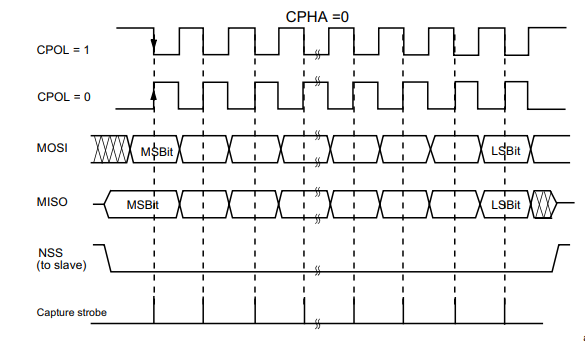 CPHA =0
CPOL = 1
CPOL = 0
MOSI
MSBit
LSBit
MISO
MSBit
LSBit
NSS
(to slave)
Capture strobe